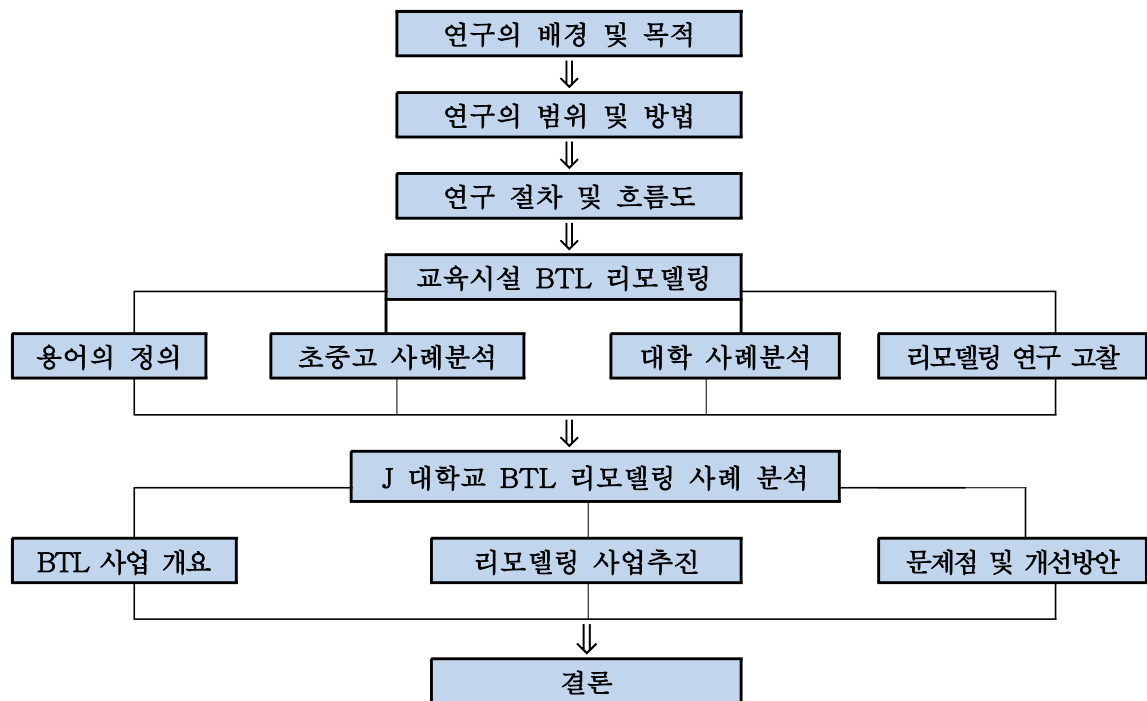 연구의 배경 및 목적
연구의 범위 및 방법
연구 절차 및 흐름도
교육시설 BTL 리모델링
용어의 정의
초중고 사례분석
대학 사례분석
리모델링 연구 고찰
J 대학교 BTL 리모델링 사례 분석
BTL 사업 개요
리모델링 사업추진
문제점 및 개선방안
결론